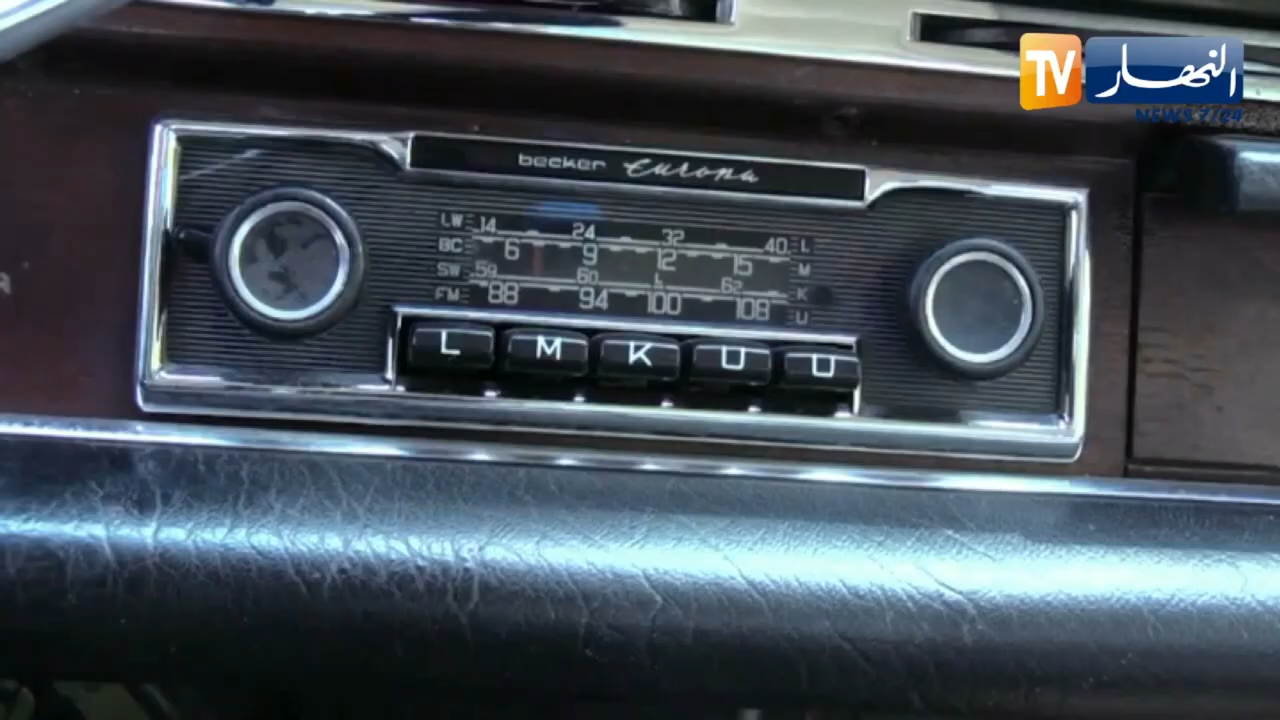 TV النهار
NEWS 7/24
becker europa
LW 14 24 32 40 L
BC 6 9 12 15 M
SW 59 60 L 62 K
FM 88 94 100 108 U
L M K U U